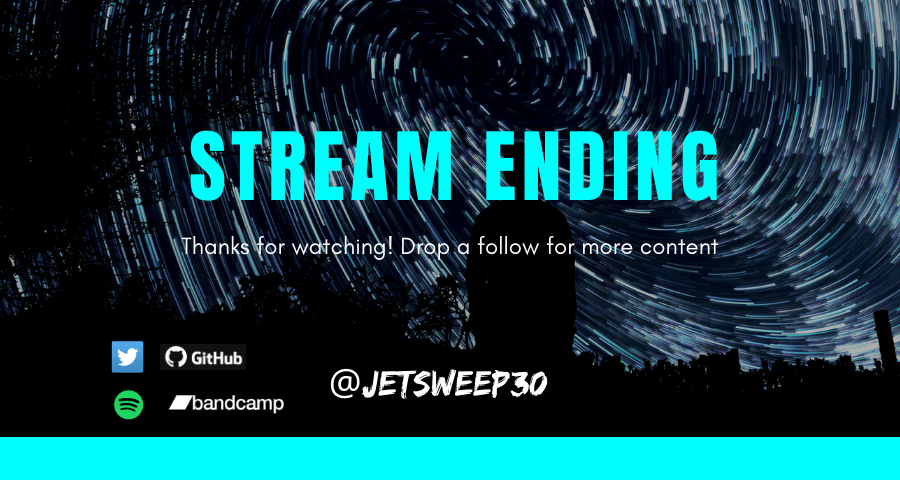 STREAM ENDING
Thanks for watching! Drop a follow for more content
GitHub
bandcamp
@JETSWEEP30